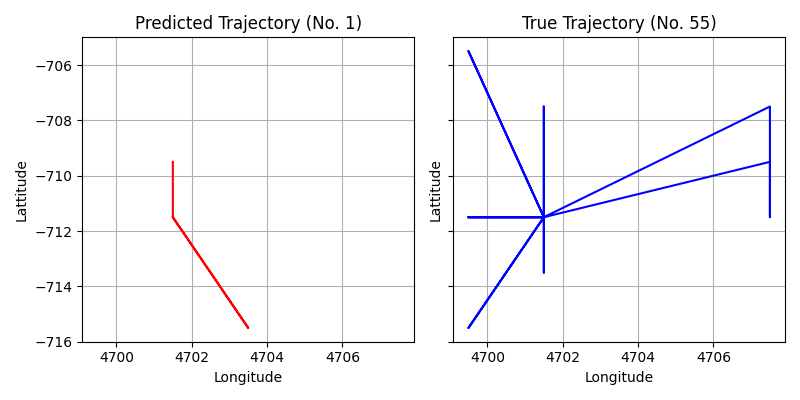 Predicted Trajectory (No. 1)
True Trajectory (No. 55)
−706
−708
−710
−712
−714
−716
Lattitude
Lattitude
4700
4702
4704
4706
4700
4702
4704
4706
Longitude
Longitude